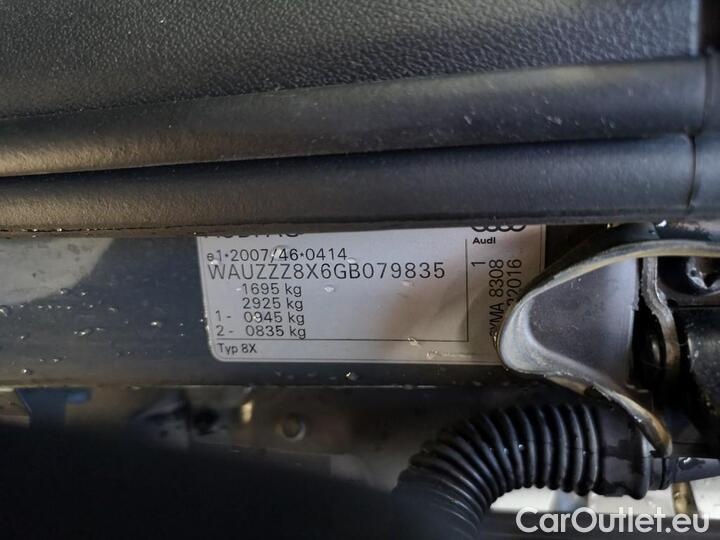 e1*2007/46*0414
WAUZZZ8X6GB079835
1695 kg
2925 kg
1- 0945 kg
2- 0835 kg
Typ 8X
Audi
1
8308
2016
CarOutlet.eu